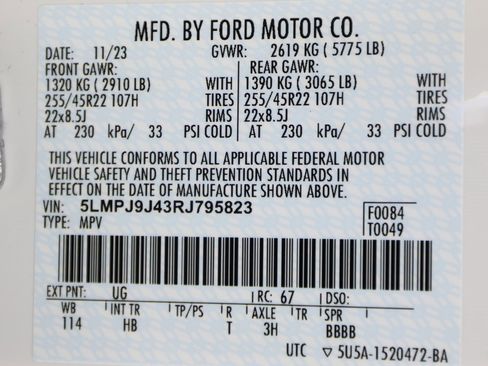 MFD. BY FORD MOTOR CO.
DATE: 11/23 GVWR: 2619 KG ( 5775 LB)
FRONT GAWR: REAR GAWR:
1320 KG ( 2910 LB) WITH 1390 KG ( 3065 LB) WITH
255/45R22 107H TIRES 255/45R22 107H TIRES
22x8.5J RIMS 22x8.5J RIMS
AT 230 kPa/ 33 PSI COLD AT 230 kPa/ 33 PSI COLD
THIS VEHICLE CONFORMS TO ALL APPLICABLE FEDERAL MOTOR
VEHICLE SAFETY AND THEFT PREVENTION STANDARDS IN
EFFECT ON THE DATE OF MANUFACTURE SHOWN ABOVE.
VIN: 5LMPJ9J43RJ795823 F0084
TYPE: MPV T0049
EXT PNT: UG RC: 67 DSO:
WB INT TR TP/PS R AXLE TR SPR
114 HB T 3H BBBB
UTC ▽ 5U5A-1520472-BA